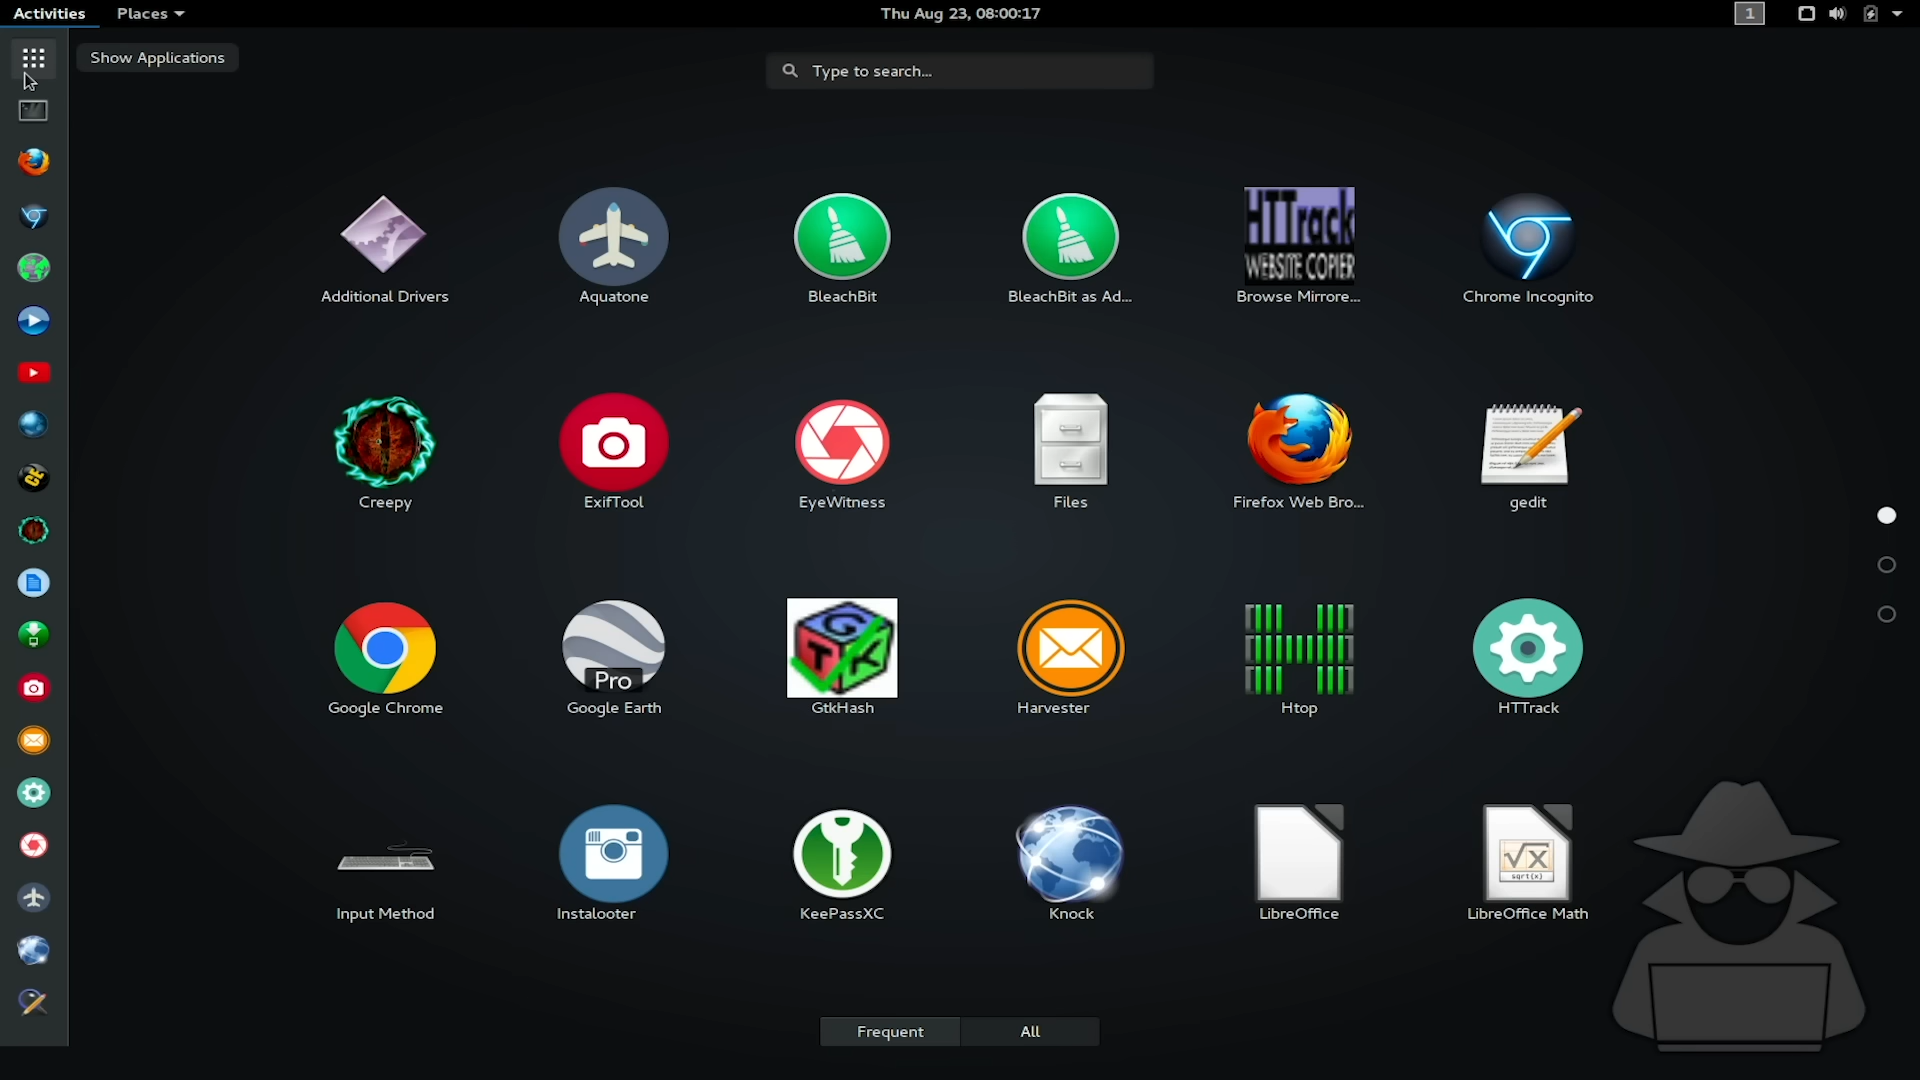 Activities Places Thu Aug 23, 08:00:17 1
Show Applications
Type to search...
Additional Drivers Aquatone BleachBit BleachBit as Ad... HTTrack WEBSITE COPIER Browse Mirrore... Chrome Incognito
Creepy ExifTool EyeWitness Files Firefox Web Bro... gedit
Pro
G T K
Google Chrome Google Earth GtkHash Harvester Htop HTTrack
√x
sqrt(x)
Input Method Instalooter KeePassXC Knock LibreOffice LibreOffice Math
Frequent All